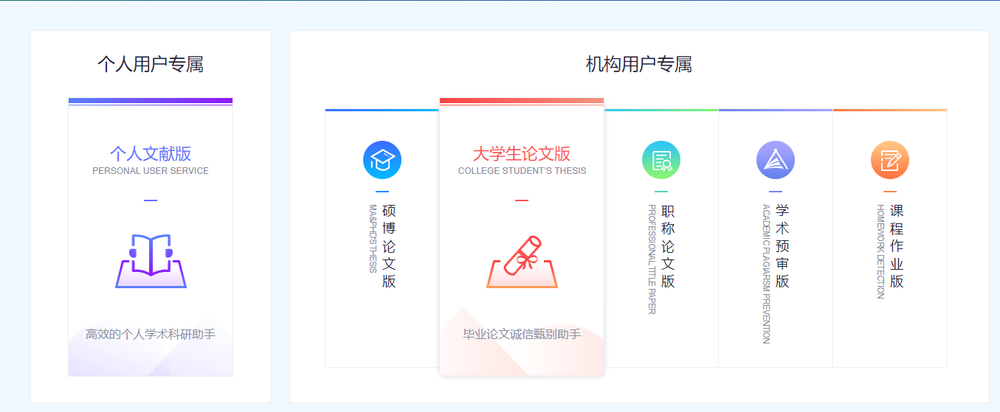 个人用户专属
个人文献版
PERSONAL USER SERVICE
高效的个人学术科研助手
机构用户专属
硕博论文版
MA&PHD'S THESIS
大学生论文版
COLLEGE STUDENT'S THESIS
毕业论文诚信甄别助手
职称论文版
PROFESSIONAL TITLE PAPER
学术预审版
ACADEMIC PLAGIARSM PREVENTION
课程作业版
HOMEWORK DETECTION